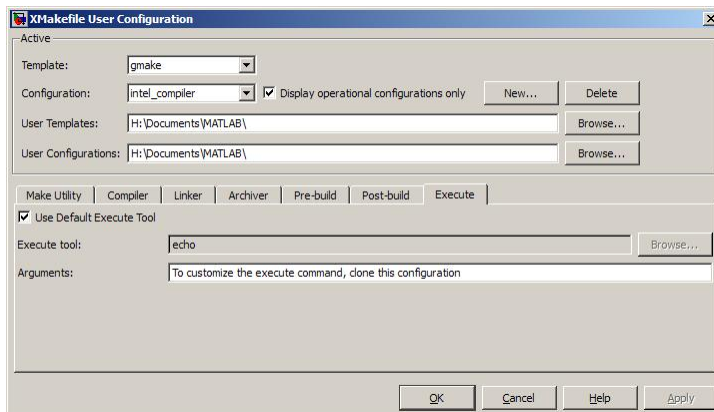 XMakefile User Configuration
Active
Template: gmake
Configuration: intel_compiler Display operational configurations only New... Delete
User Templates: H:\Documents\MATLAB\ Browse...
User Configurations: H:\Documents\MATLAB\ Browse...
Make Utility Compiler Linker Archiver Pre-build Post-build Execute
Use Default Execute Tool
Execute tool: echo Browse...
Arguments: To customize the execute command, clone this configuration
OK Cancel Help Apply